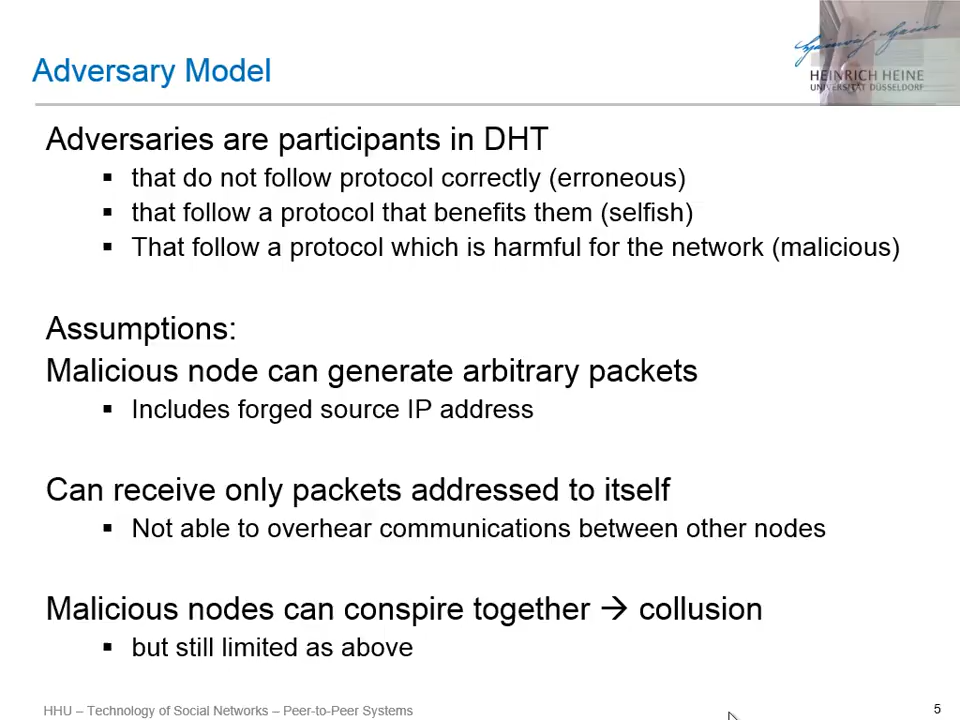 Adversary Model
Heinrich Heine
HEINRICH HEINE
UNIVERSITÄT DÜSSELDORF
Adversaries are participants in DHT
▪ that do not follow protocol correctly (erroneous)
▪ that follow a protocol that benefits them (selfish)
▪ That follow a protocol which is harmful for the network (malicious)
Assumptions:
Malicious node can generate arbitrary packets
▪ Includes forged source IP address
Can receive only packets addressed to itself
▪ Not able to overhear communications between other nodes
Malicious nodes can conspire together → collusion
▪ but still limited as above
HHU – Technology of Social Networks – Peer-to-Peer Systems
5